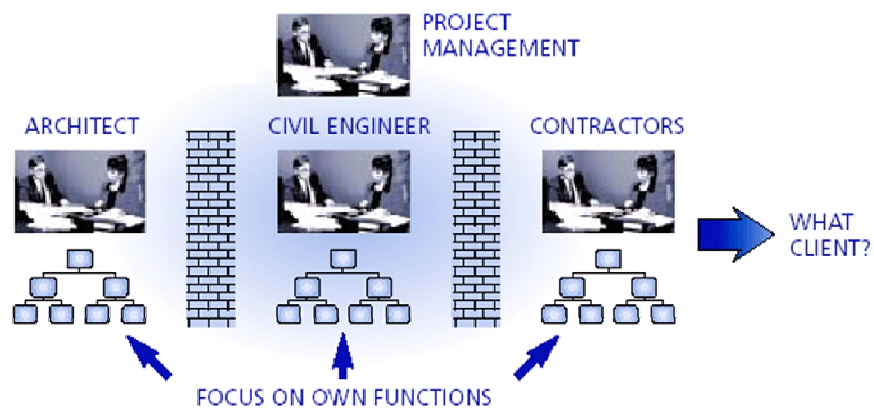 PROJECT
MANAGEMENT
ARCHITECT
CIVIL ENGINEER
CONTRACTORS
WHAT
CLIENT?
FOCUS ON OWN FUNCTIONS